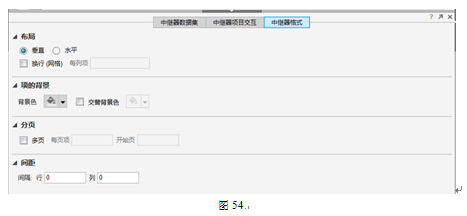 中继器数据集 中继器项目交互 中继器格式
布局
垂直 水平
换行 (网格) 每列项
项的背景
背景色 交替背景色
分页
多页 每页项 开始页
间距
间隔: 行 0 列 0
图 54.